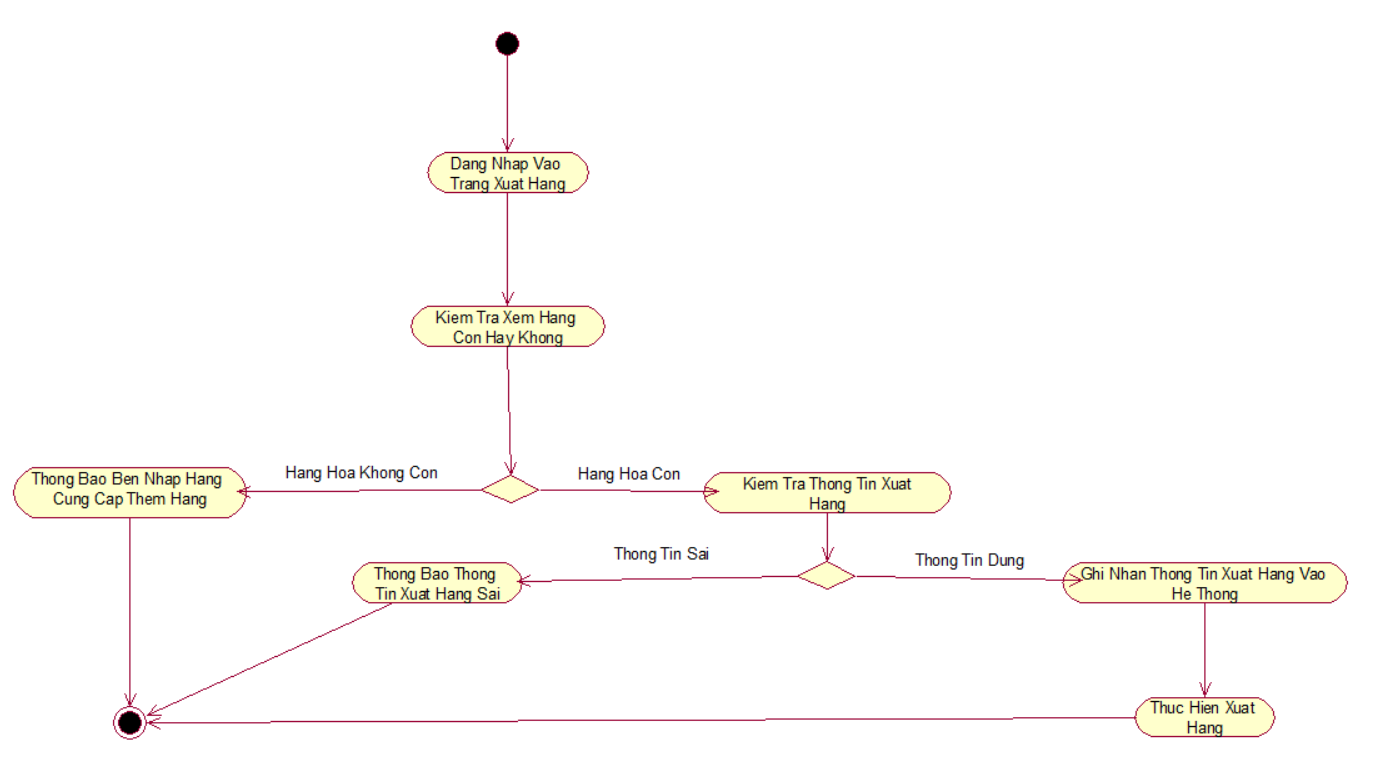 Dang Nhap Vao
Trang Xuat Hang
Kiem Tra Xem Hang
Con Hay Khong
Hang Hoa Khong Con
Hang Hoa Con
Thong Bao Ben Nhap Hang
Cung Cap Them Hang
Kiem Tra Thong Tin Xuat
Hang
Thong Tin Sai
Thong Tin Dung
Thong Bao Thong
Tin Xuat Hang Sai
Ghi Nhan Thong Tin Xuat Hang Vao
He Thong
Thuc Hien Xuat
Hang